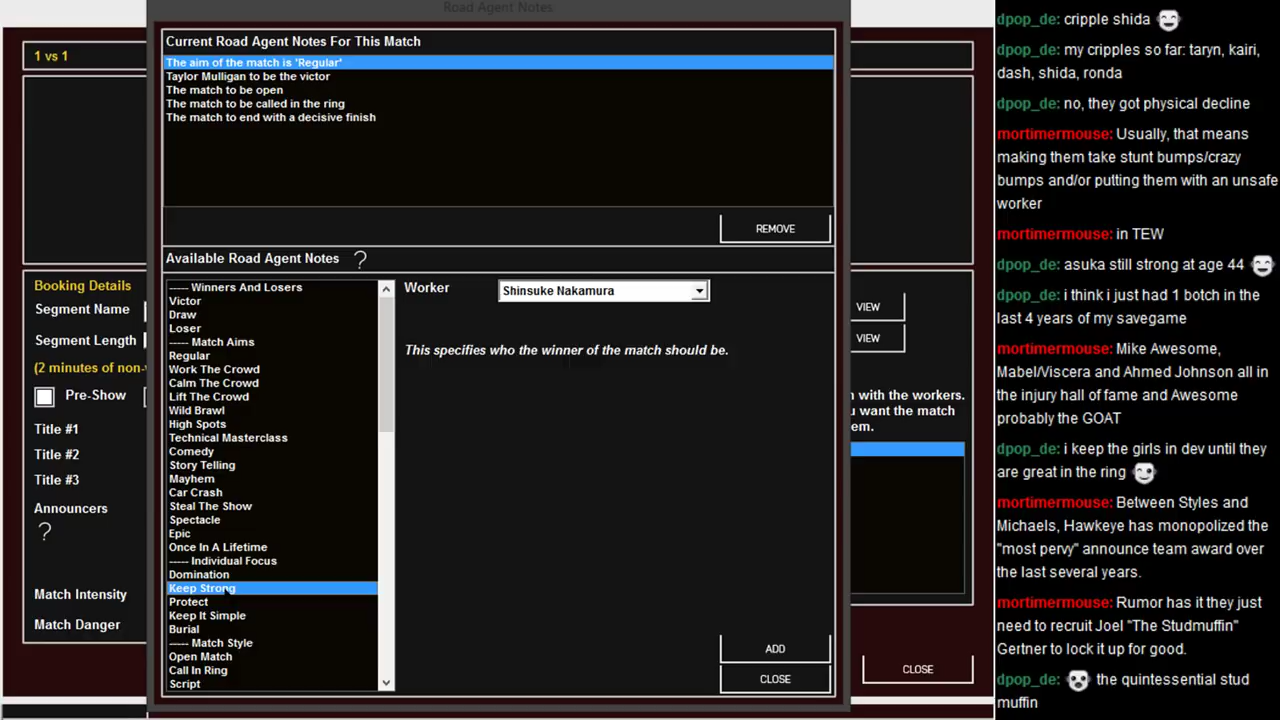 Road Agent Notes
Current Road Agent Notes For This Match
The aim of the match is 'Regular'
Taylor Mulligan to be the victor
The match to be open
The match to be called in the ring
The match to end with a decisive finish
REMOVE
Available Road Agent Notes ?
----- Winners And Losers
Victor
Draw
Loser
----- Match Aims
Regular
Work The Crowd
Calm The Crowd
Lift The Crowd
Wild Brawl
High Spots
Technical Masterclass
Comedy
Story Telling
Mayhem
Car Crash
Steal The Show
Spectacle
Epic
Once In A Lifetime
----- Individual Focus
Domination
Keep Strong
Protect
Keep It Simple
Burial
----- Match Style
Open Match
Call In Ring
Script
Worker
Shinsuke Nakamura
This specifies who the winner of the match should be.
ADD
CLOSE
1 vs 1
Booking Details
Segment Name
Segment Length
(2 minutes of non-
Pre-Show
Title #1
Title #2
Title #3
Announcers
?
Match Intensity
Match Danger
VIEW
VIEW
with the workers.
u want the match
em.
CLOSE
dpop_de: cripple shida
dpop_de: my cripples so far: taryn, kairi,
dash, shida, ronda
dpop_de: no, they got physical decline
mortimermouse: Usually, that means
making them take stunt bumps/crazy
bumps and/or putting them with an unsafe
worker
mortimermouse: in TEW
dpop_de: asuka still strong at age 44
dpop_de: i think i just had 1 botch in the
last 4 years of my savegame
mortimermouse: Mike Awesome,
Mabel/Viscera and Ahmed Johnson all in
the injury hall of fame and Awesome
probably the GOAT
dpop_de: i keep the girls in dev until they
are great in the ring
mortimermouse: Between Styles and
Michaels, Hawkeye has monopolized the
"most pervy" announce team award over
the last several years.
mortimermouse: Rumor has it they just
need to recruit Joel "The Studmuffin"
Gertner to lock it up for good.
dpop_de: the quintessential stud
muffin